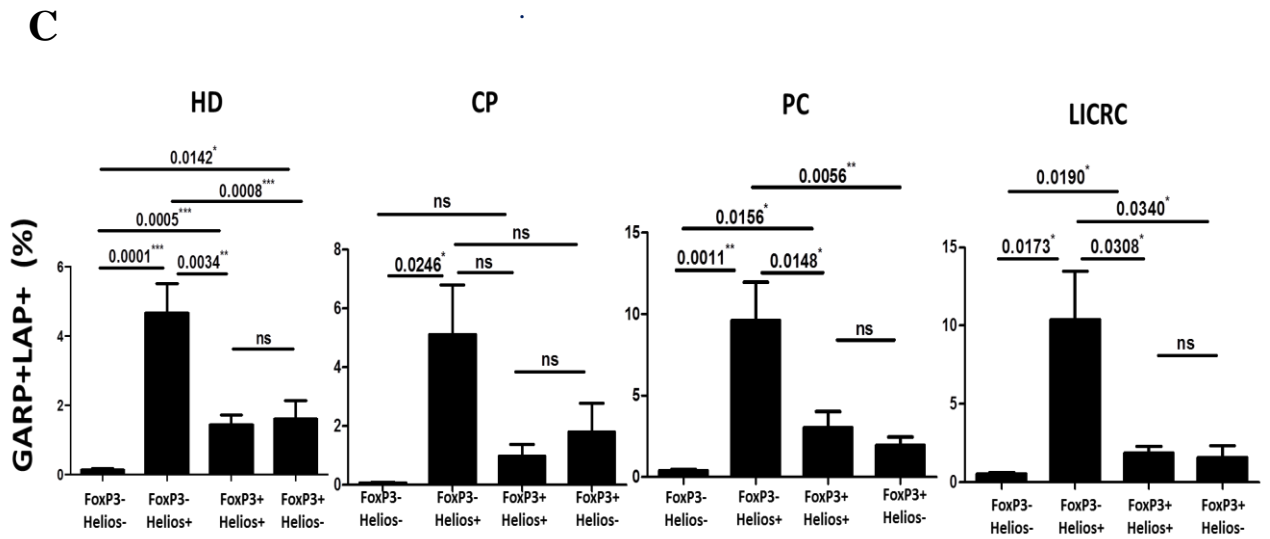 C
HD
CP
PC
LICRC
GARP+LAP+ (%)
0.0142*
0.0008***
0.0005***
0.0001***
0.0034**
ns
6
4
2
0
FoxP3-
Helios-
FoxP3-
Helios+
FoxP3+
Helios+
FoxP3+
Helios-
ns
ns
0.0246*
ns
ns
8
6
4
2
0
FoxP3-
Helios-
FoxP3-
Helios+
FoxP3+
Helios+
FoxP3+
Helios-
0.0056**
0.0156*
0.0011**
0.0148*
ns
15
10
5
0
FoxP3-
Helios-
FoxP3-
Helios+
FoxP3+
Helios+
FoxP3+
Helios-
0.0190*
0.0340*
0.0173*
0.0308*
ns
15
10
5
0
FoxP3-
Helios-
FoxP3-
Helios+
FoxP3+
Helios+
FoxP3+
Helios-